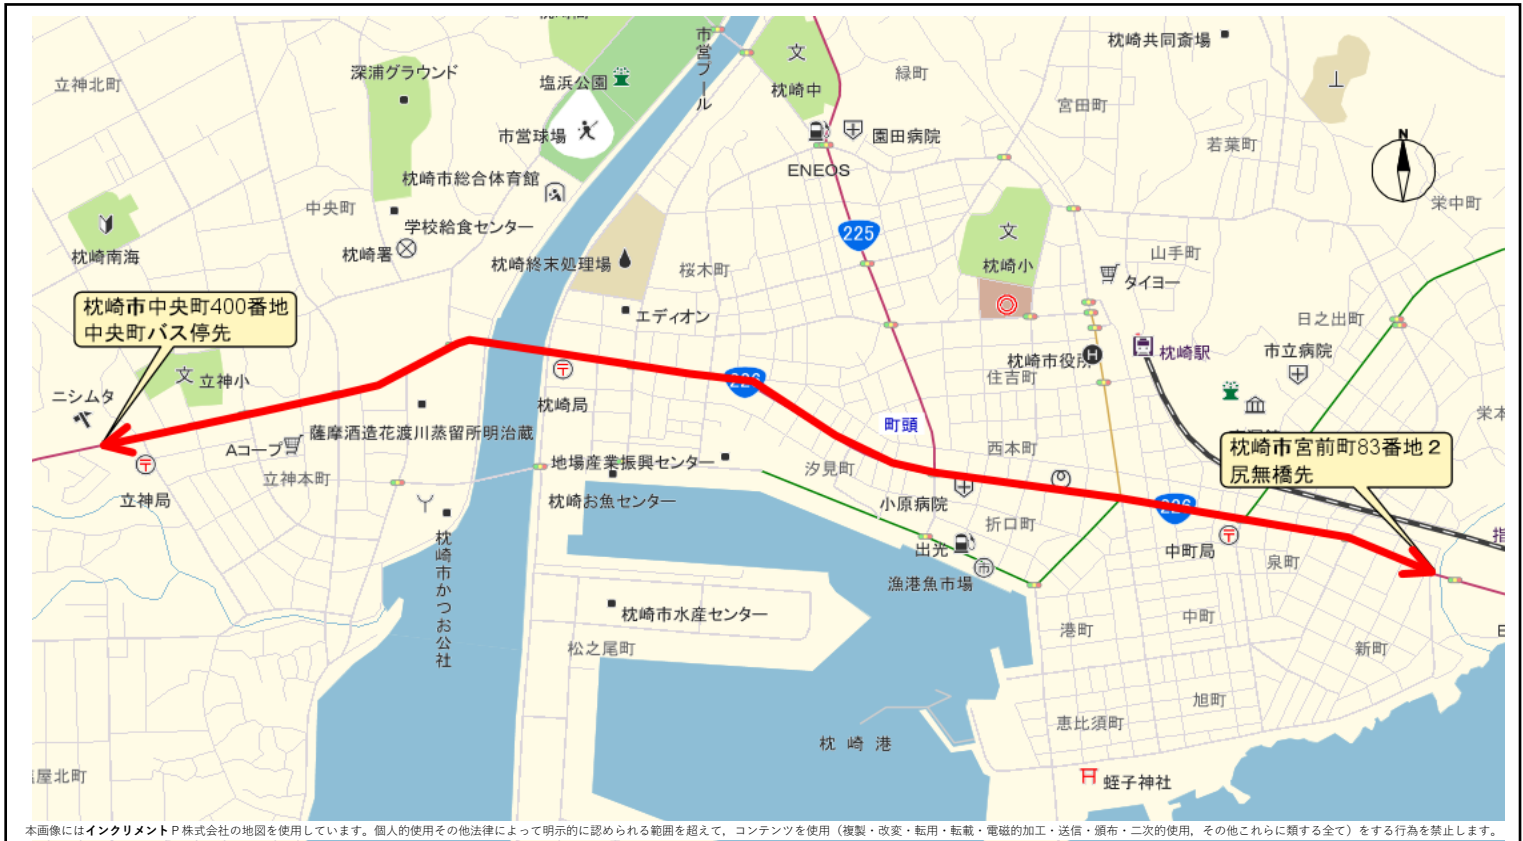 市営プール
枕崎共同斎場
立神北町
深浦グラウンド
塩浜公園
文
枕崎中
緑町
宮田町
市営球場
園田病院
若葉町
N
ENEOS
枕崎市総合体育館
中央町
学校給食センター
225
文
栄中町
枕崎署
枕崎南海
枕崎終末処理場
桜木町
枕崎小
山手町
タイヨー
枕崎市中央町400番地
中央町バス停先
エディオン
日之出町
枕崎市役所
H
枕崎駅
市立病院
文
立神小
住吉町
ニシムタ
枕崎局
226
町頭
栄本
薩摩酒造花渡川蒸留所明治蔵
Aコープ
西本町
枕崎市宮前町83番地2
尻無橋先
地場産業振興センター
汐見町
立神本町
立神局
枕崎お魚センター
小原病院
226
折口町
枕崎市かつお公社
出光
市
中町局
指
泉町
漁港魚市場
枕崎市水産センター
中町
港町
松之尾町
新町
旭町
恵比須町
枕崎港
屋北町
蛭子神社
本画像にはインクリメントP株式会社の地図を使用しています。個人的使用その他法律によって明示的に認められる範囲を超えて，コンテンツを使用（複製・改変・転用・転載・電磁的加工・送信・頒布・二次的使用，その他これらに類する全て）をする行為を禁止します。